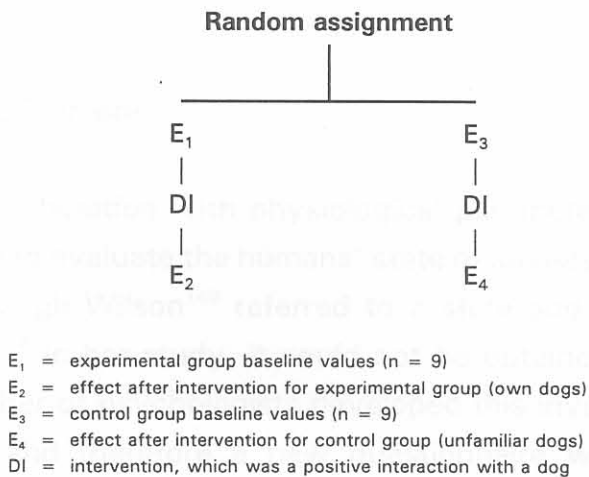 Random assignment
E₁ E₃
DI DI
E₂ E₄
E₁ = experimental group baseline values (n = 9)
E₂ = effect after intervention for experimental group (own dogs)
E₃ = control group baseline values (n = 9)
E₄ = effect after intervention for control group (unfamiliar dogs)
DI = intervention, which was a positive interaction with a dog